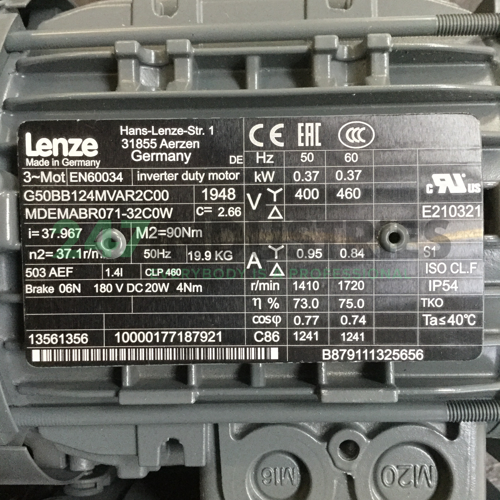 Lenze
Made in Germany
Hans-Lenze-Str. 1
31855 Aerzen
Germany
DE
CE EAC CCC
Hz 50 60
3~Mot EN60034 inverter duty motor
kW 0.37 0.37
G50BB124MVAR2C00 1948
V Y 400 460
MDEMABR071-32C0W C= 2.66
Δ
c RU us
E210321
i= 37.967 M2=90Nm
n2= 37.1r/m 50Hz 19.9 KG
A Y 0.95 0.84
Δ
S1
ISO CL.F
503 AEF 1.4l CLP 460
r/min 1410 1720 IP54
Brake 06N 180 V DC 20W 4Nm
η % 73.0 75.0 TKO
cosφ 0.77 0.74 Ta≤40°C
13561356 10000177187921 C86 1241 1241
B879111325656
M16
M20